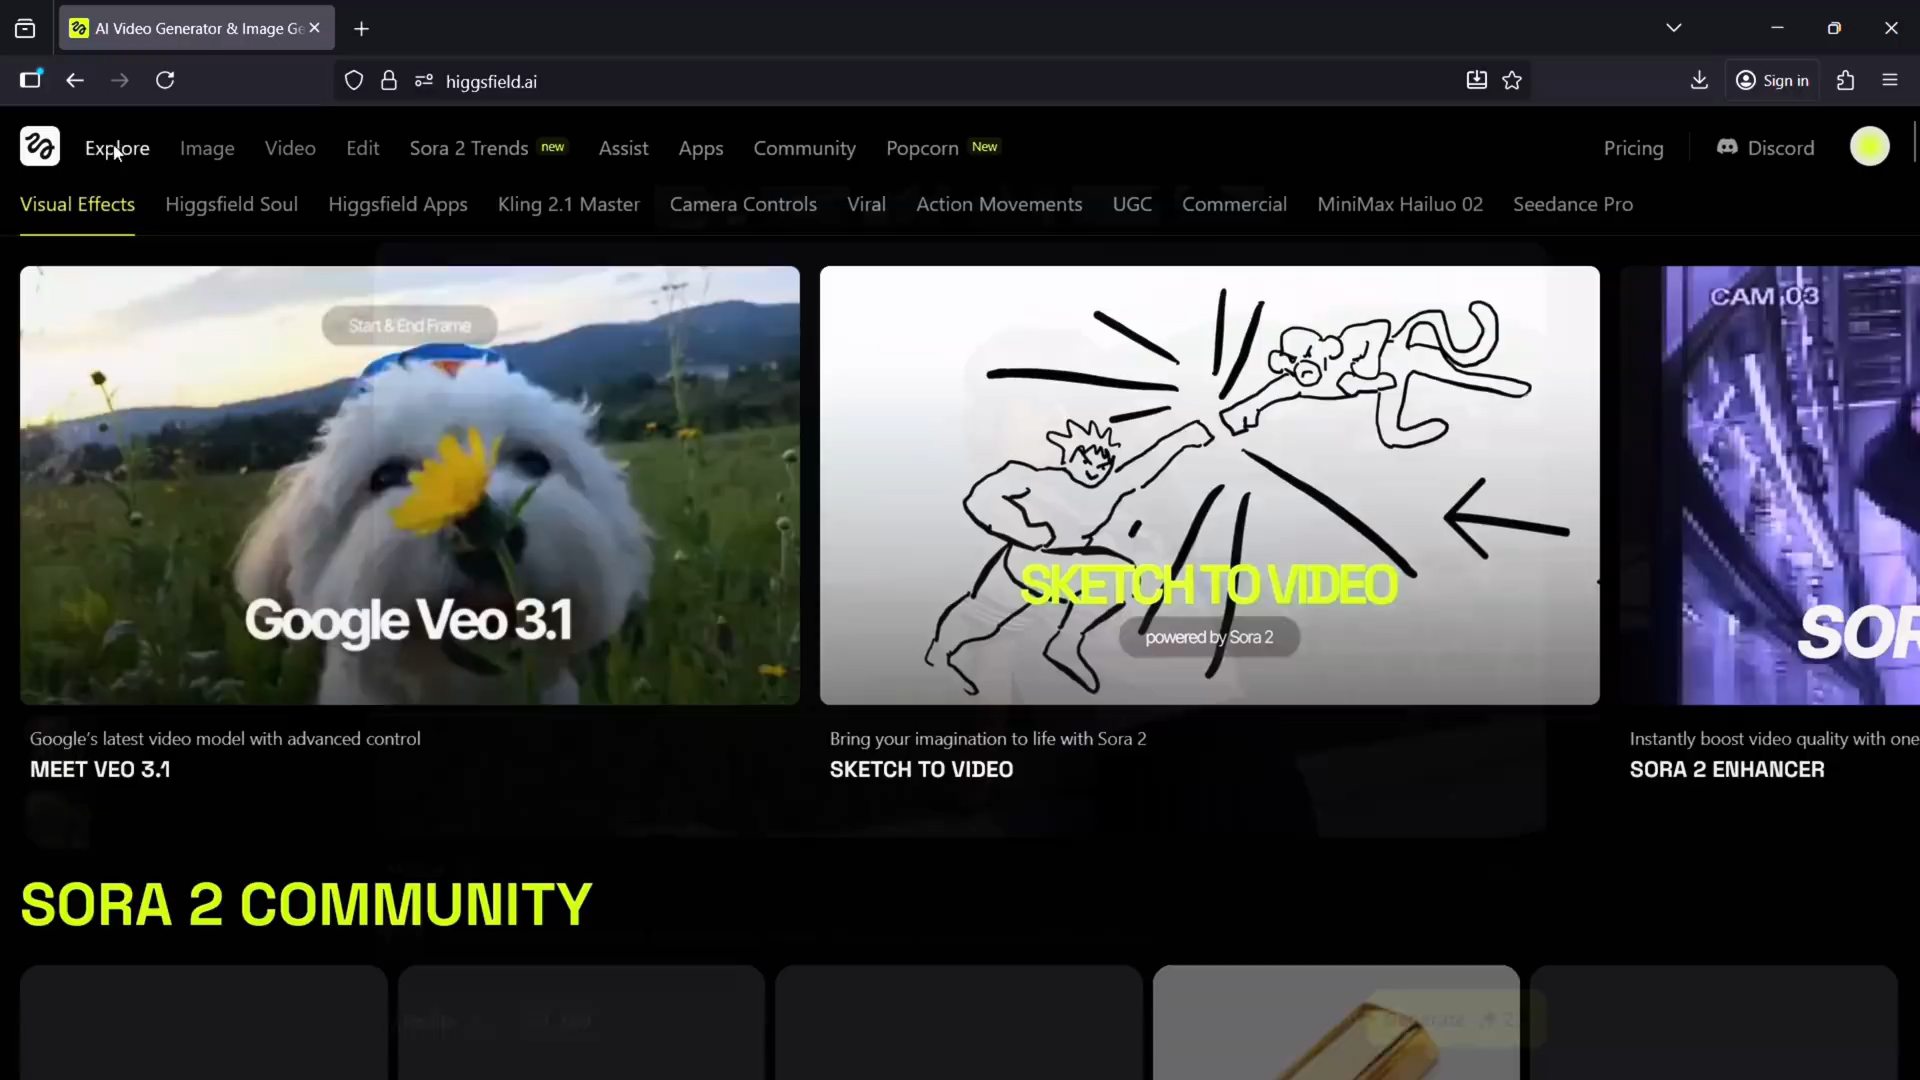 AI Video Generator & Image Ge
higgsfield.ai
Sign in
Explore Image Video Edit Sora 2 Trends new Assist Apps Community Popcorn New Pricing Discord
Visual Effects Higgsfield Soul Higgsfield Apps Kling 2.1 Master Camera Controls Viral Action Movements UGC Commercial MiniMax Hailuo 02 Seedance Pro
Start & End Frame
Google Veo 3.1
SKETCH TO VIDEO
powered by Sora 2
CAM 03
SOR
Google's latest video model with advanced control
MEET VEO 3.1
Bring your imagination to life with Sora 2
SKETCH TO VIDEO
Instantly boost video quality with one
SORA 2 ENHANCER
SORA 2 COMMUNITY